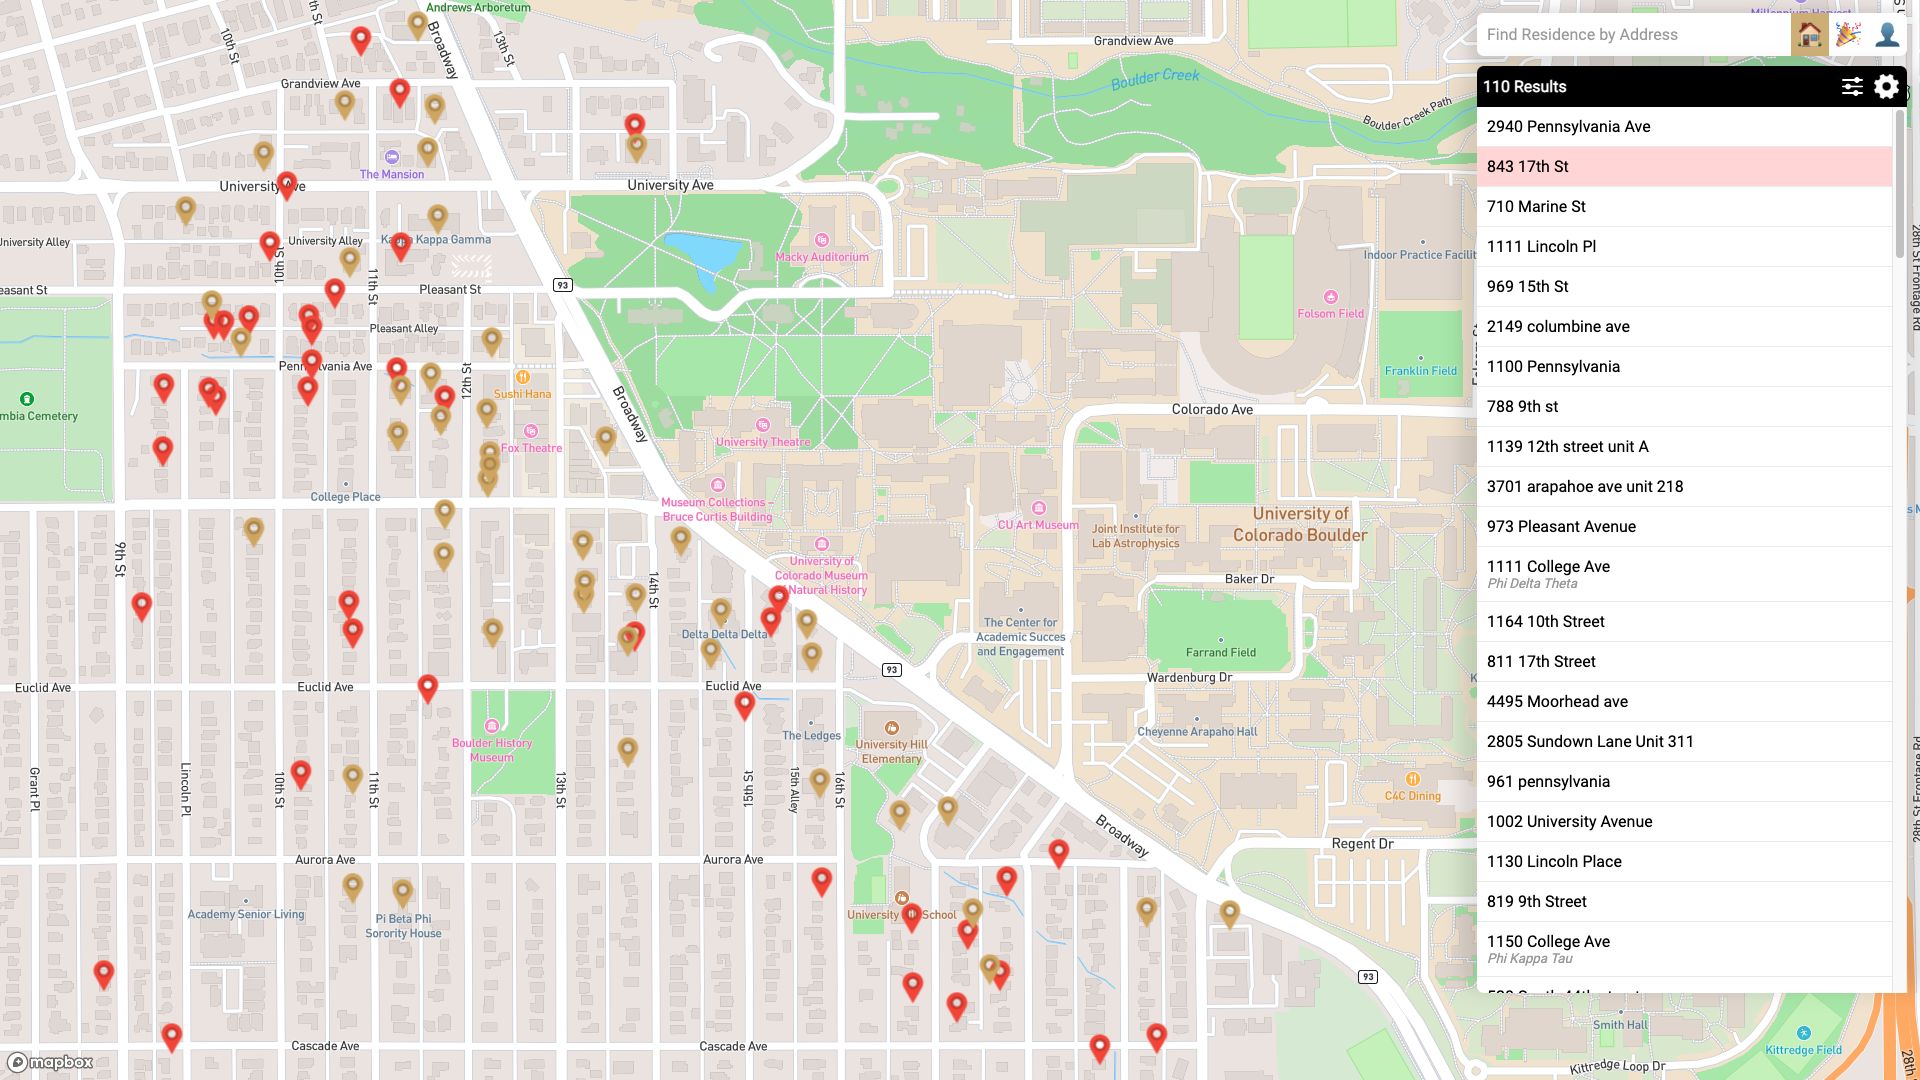 Andrews Arboretum
10th St
th St
Broadway
13th St
Grandview Ave
Grandview Ave
Boulder Creek
Boulder Creek Path
The Mansion
University Ave
University Ave
University Alley
University Alley
Kappa Kappa Gamma
10th St
11th St
Macky Auditorium
Indoor Practice Facilit
easant St
Pleasant St
93
Folsom Field
Pleasant Alley
Pennsylvania Ave
12th St
Sushi Hana
Franklin Field
mbia Cemetery
Broadway
Colorado Ave
University Theatre
Fox Theatre
College Place
Museum Collections –
Bruce Curtis Building
CU Art Museum
Joint Institute for
Lab Astrophysics
University of
Colorado Boulder
9th St
14th St
University of
Colorado Museum
Natural History
Baker Dr
Delta Delta Delta
The Center for
Academic Succes
and Engagement
Farrand Field
93
Wardenburg Dr
Euclid Ave
Euclid Ave
Euclid Ave
Boulder History
Museum
The Ledges
University Hill
Elementary
Cheyenne Arapaho Hall
Grant Pl
Lincoln Pl
10th St
11th St
13th St
15th St
15th Alley
16th St
C4C Dining
Broadway
Regent Dr
Aurora Ave
Aurora Ave
Academy Senior Living
Pi Beta Phi
Sorority House
93
Cascade Ave
Cascade Ave
Smith Hall
Kittredge Field
Kittredge Loop Dr
28th
mapbox
Find Residence by Address
110 Results
2940 Pennsylvania Ave
843 17th St
710 Marine St
1111 Lincoln Pl
969 15th St
2149 columbine ave
1100 Pennsylvania
788 9th st
1139 12th street unit A
3701 arapahoe ave unit 218
973 Pleasant Avenue
1111 College Ave
Phi Delta Theta
1164 10th Street
811 17th Street
4495 Moorhead ave
2805 Sundown Lane Unit 311
961 pennsylvania
1002 University Avenue
1130 Lincoln Place
819 9th Street
1150 College Ave
Phi Kappa Tau